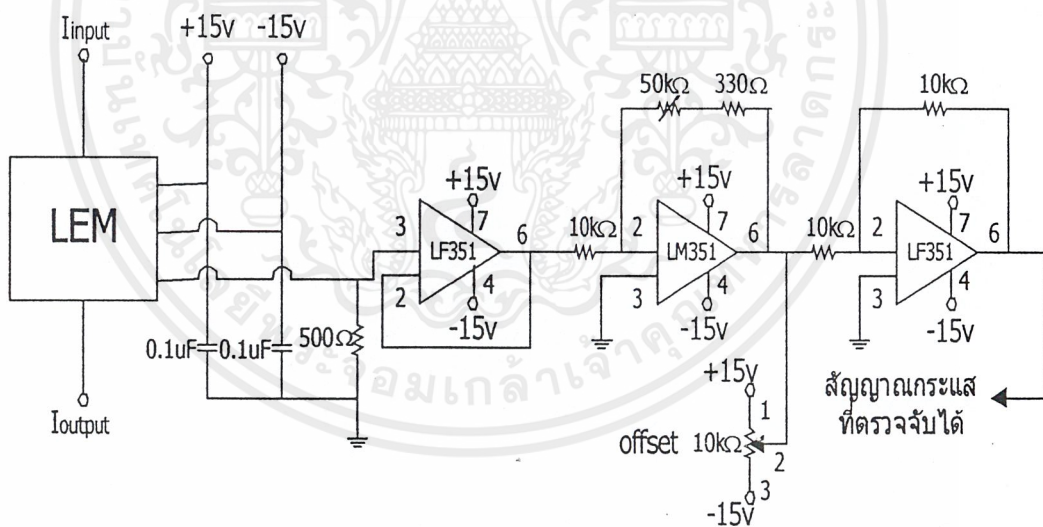 Iinput
+15v
-15v
LEM
Ioutput
0.1uF
0.1uF
500Ω
3
2
LF351
+15v
7
6
4
-15v
10kΩ
50kΩ
330Ω
2
3
LM351
+15v
7
6
4
-15v
+15v
1
offset
10kΩ
2
3
-15v
10kΩ
10kΩ
2
3
LF351
+15v
7
6
4
-15v
สัญญาณกระแส
ที่ตรวจจับได้